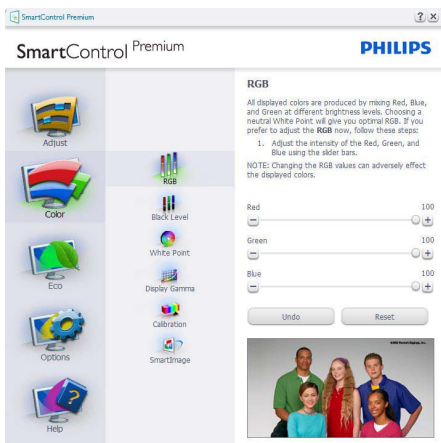 SmartControl Premium
SmartControl Premium
PHILIPS
Adjust
Color
Eco
Options
Help
RGB
Black Level
White Point
Display Gamma
Calibration
SmartImage
RGB
All displayed colors are produced by mixing Red, Blue,
and Green at different brightness levels. Choosing a
neutral White Point will give you optimal RGB. If you
prefer to adjust the RGB now, follow these steps:
1. Adjust the intensity of the Red, Green, and
Blue using the slider bars.
NOTE: Changing the RGB values can adversely effect
the displayed colors.
Red 100
Green 100
Blue 100
Undo Reset